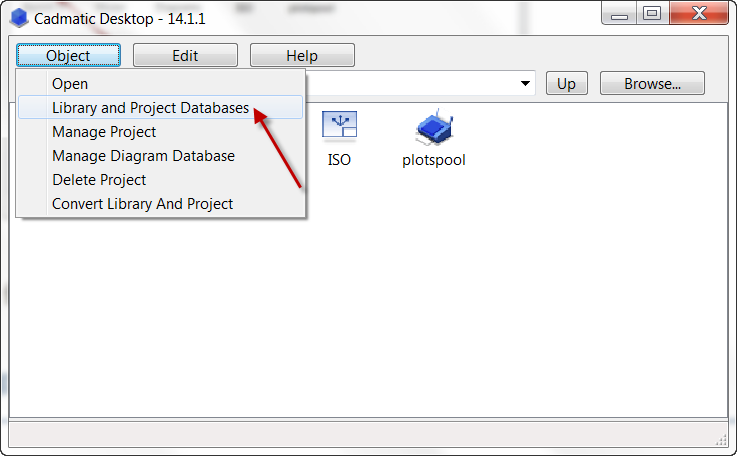 Cadmatic Desktop - 14.1.1
Object Edit Help
Open
Up Browse...
Library and Project Databases
Manage Project
Manage Diagram Database
Delete Project
Convert Library And Project
ISO plotspool